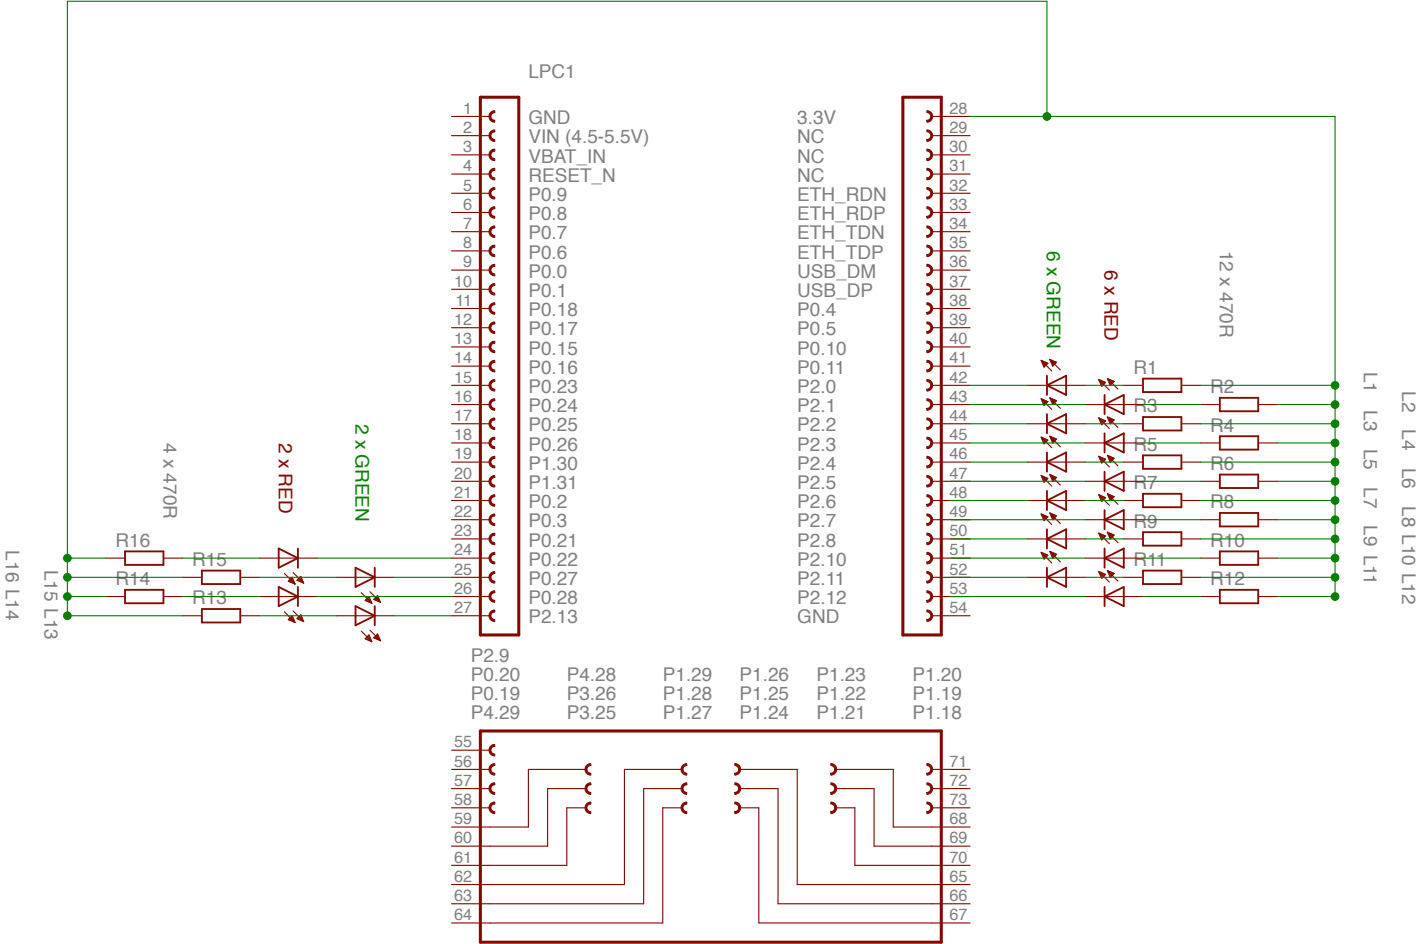 LPC1
1 GND
2 VIN (4.5-5.5V)
3 VBAT_IN
4 RESET_N
5 P0.9
6 P0.8
7 P0.7
8 P0.6
9 P0.0
10 P0.1
11 P0.18
12 P0.17
13 P0.15
14 P0.16
15 P0.23
16 P0.24
17 P0.25
18 P0.26
19 P1.30
20 P1.31
21 P0.2
22 P0.3
23 P0.21
24 P0.22
25 P0.27
26 P0.28
27 P2.13
3.3V 28
NC 29
NC 30
NC 31
ETH_RDN 32
ETH_RDP 33
ETH_TDN 34
ETH_TDP 35
USB_DM 36
USB_DP 37
P0.4 38
P0.5 39
P0.10 40
P0.11 41
P2.0 42
P2.1 43
P2.2 44
P2.3 45
P2.4 46
P2.5 47
P2.6 48
P2.7 49
P2.8 50
P2.10 51
P2.11 52
P2.12 53
GND 54
4 x 470R
2 x RED
2 x GREEN
R16
R15
R14
R13
L16 L14
L15 L13
6 x GREEN
6 x RED
12 x 470R
R1
R2
R3
R4
R5
R6
R7
R8
R9
R10
R11
R12
L1 L3 L5 L7 L9 L11
L2 L4 L6 L8 L10 L12
P2.9
P0.20 P4.28 P1.29 P1.26 P1.23 P1.20
P0.19 P3.26 P1.28 P1.25 P1.22 P1.19
P4.29 P3.25 P1.27 P1.24 P1.21 P1.18
55
56 71
57 72
58 73
59 68
60 69
61 70
62 65
63 66
64 67